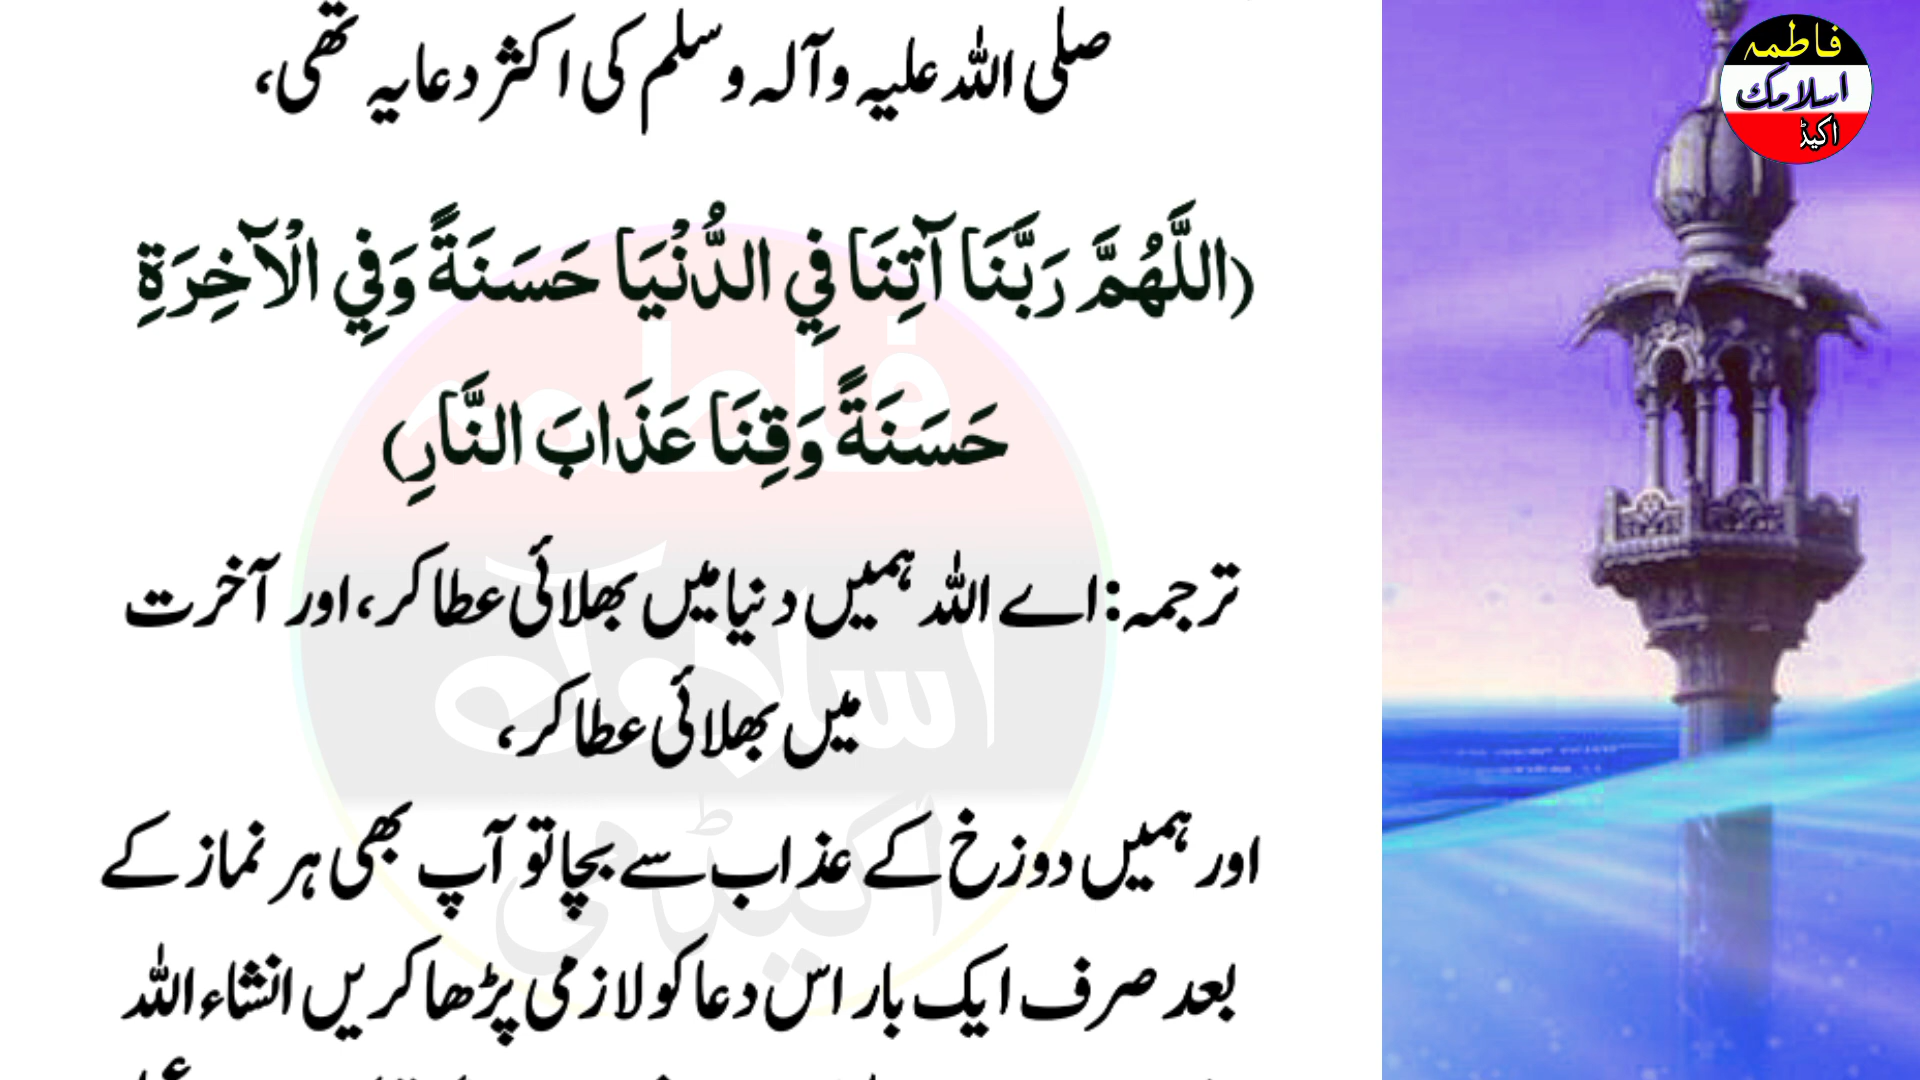 صلی اللہ علیہ وآلہ وسلم کی اکثر دعا یہ تھی،
(اللَّهُمَّ رَبَّنَا آتِنَا فِي الدُّنْيَا حَسَنَةً وَفِي الْآخِرَةِ
حَسَنَةً وَقِنَا عَذَابَ النَّارِ)
ترجمہ: اے اللہ ہمیں دنیا میں بھلائی عطا کر، اور آخرت
میں بھلائی عطا کر،
اور ہمیں دوزخ کے عذاب سے بچا تو آپ بھی ہر نماز کے
بعد صرف ایک بار اس دعا کو لازمی پڑھا کریں انشاء اللہ
فاطمہ
اسلامک
اکیڈ
فاطمہ
اسلامک
اکیڈمی